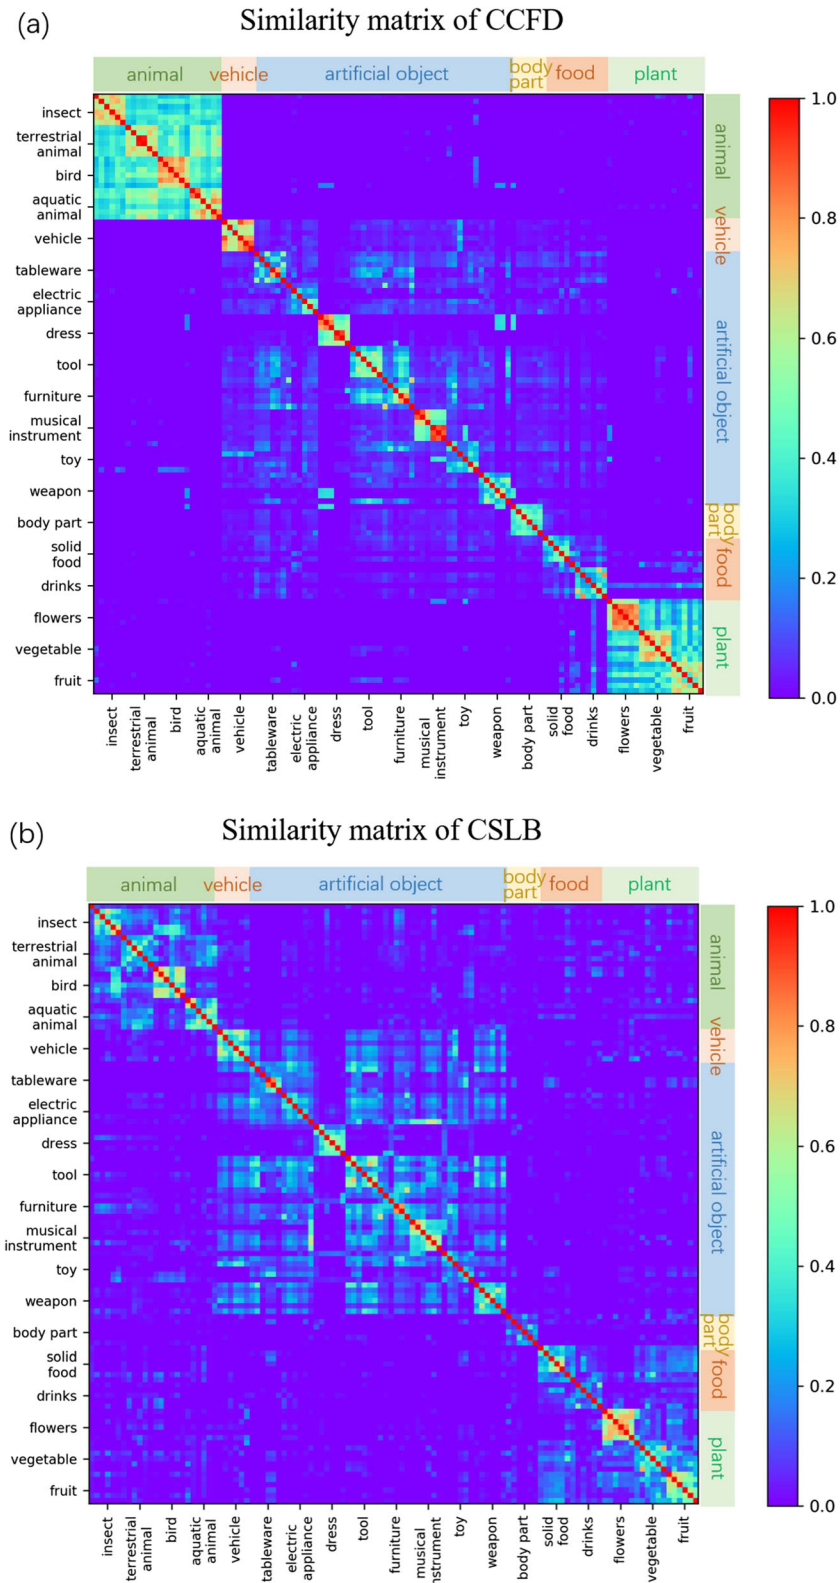 (a)
Similarity matrix of CCFD
animal
vehicle
artificial object
body
part
food
plant
insect
terrestrial
animal
bird
aquatic
animal
vehicle
tableware
electric
appliance
dress
tool
furniture
musical
instrument
toy
weapon
body part
solid
food
drinks
flowers
vegetable
fruit
animal
vehicle
artificial object
body
part
food
plant
1.0
0.8
0.6
0.4
0.2
0.0
insect
terrestrial
animal
bird
aquatic
animal
vehicle
tableware
electric
appliance
dress
tool
furniture
musical
instrument
toy
weapon
body part
solid
food
drinks
flowers
vegetable
fruit
(b)
Similarity matrix of CSLB
animal
vehicle
artificial object
body
part
food
plant
insect
terrestrial
animal
bird
aquatic
animal
vehicle
tableware
electric
appliance
dress
tool
furniture
musical
instrument
toy
weapon
body part
solid
food
drinks
flowers
vegetable
fruit
animal
vehicle
artificial object
body
part
food
plant
1.0
0.8
0.6
0.4
0.2
0.0
insect
terrestrial
animal
bird
aquatic
animal
vehicle
tableware
electric
appliance
dress
tool
furniture
musical
instrument
toy
weapon
body part
solid
food
drinks
flowers
vegetable
fruit